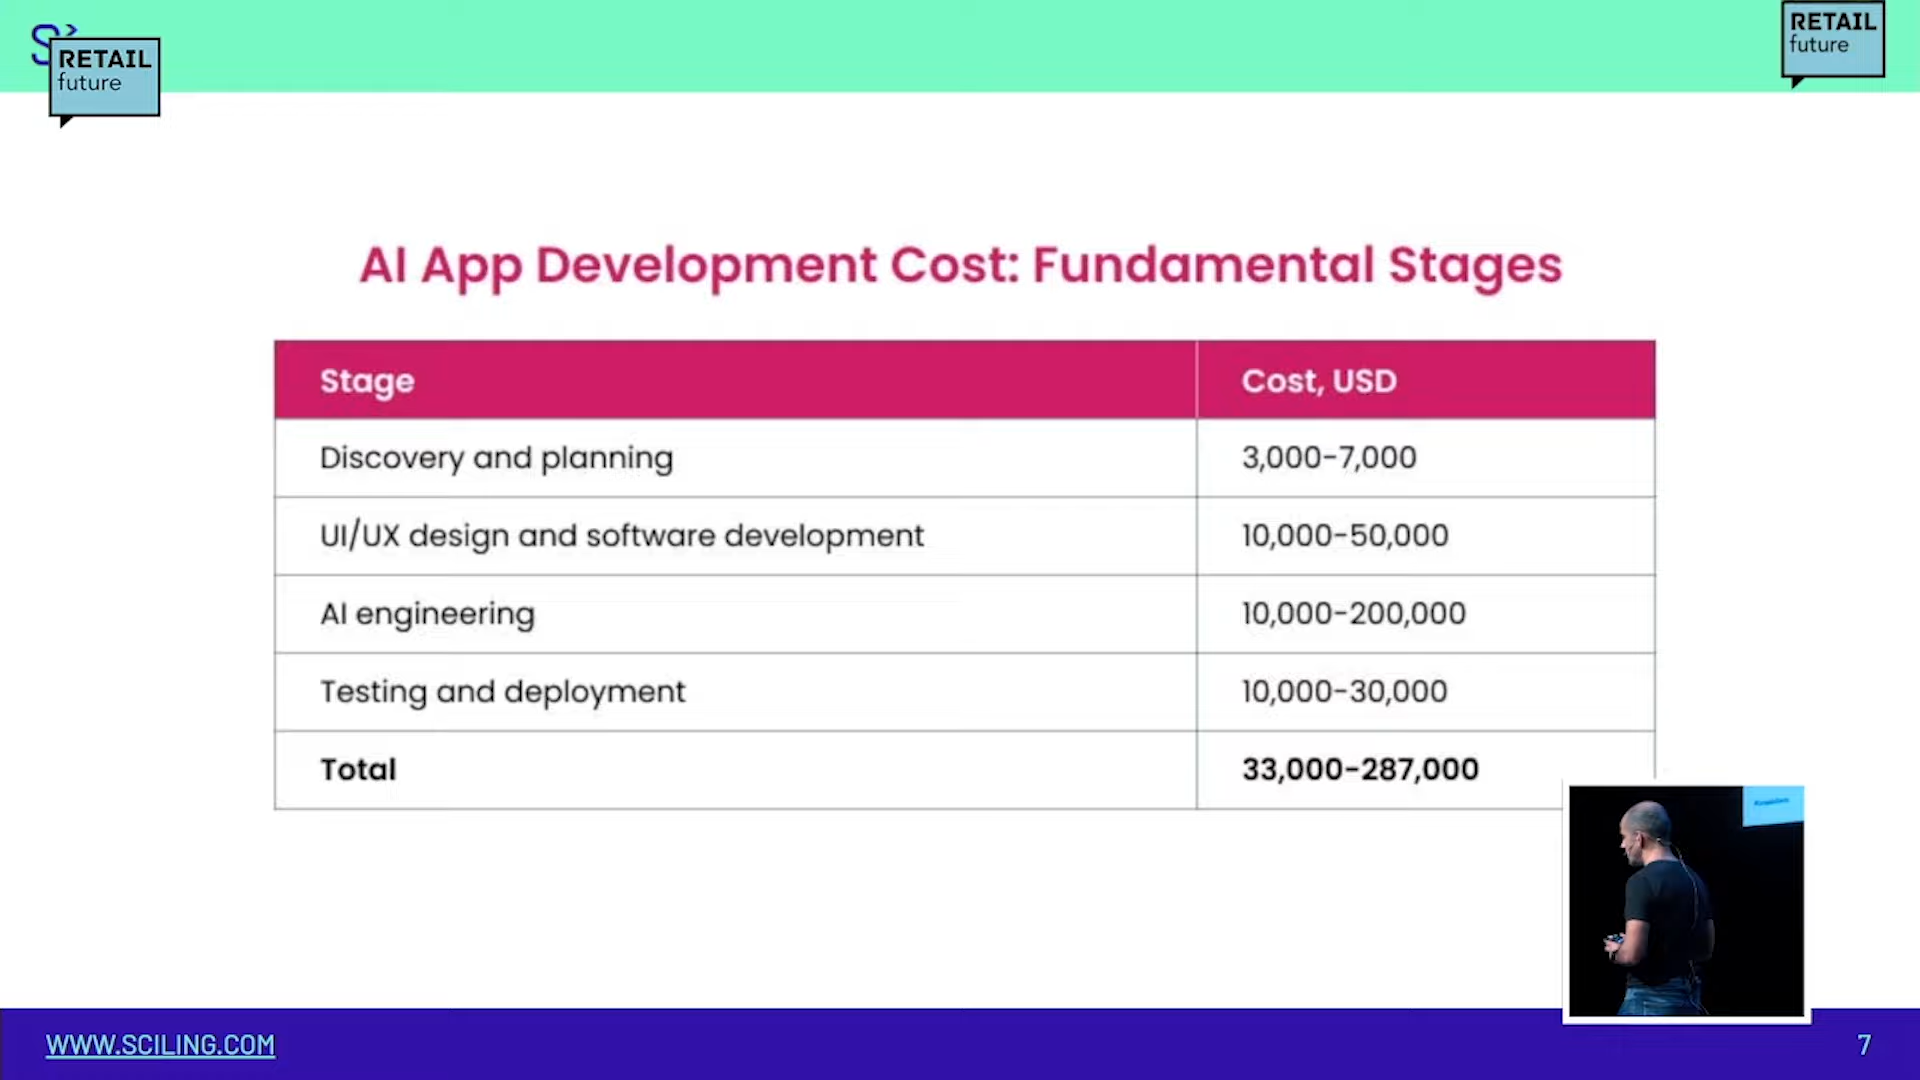 RETAIL
future
RETAIL
future
AI App Development Cost: Fundamental Stages
Stage
Cost, USD
Discovery and planning
3,000-7,000
UI/UX design and software development
10,000-50,000
AI engineering
10,000-200,000
Testing and deployment
10,000-30,000
Total
33,000-287,000
WWW.SCILING.COM
7